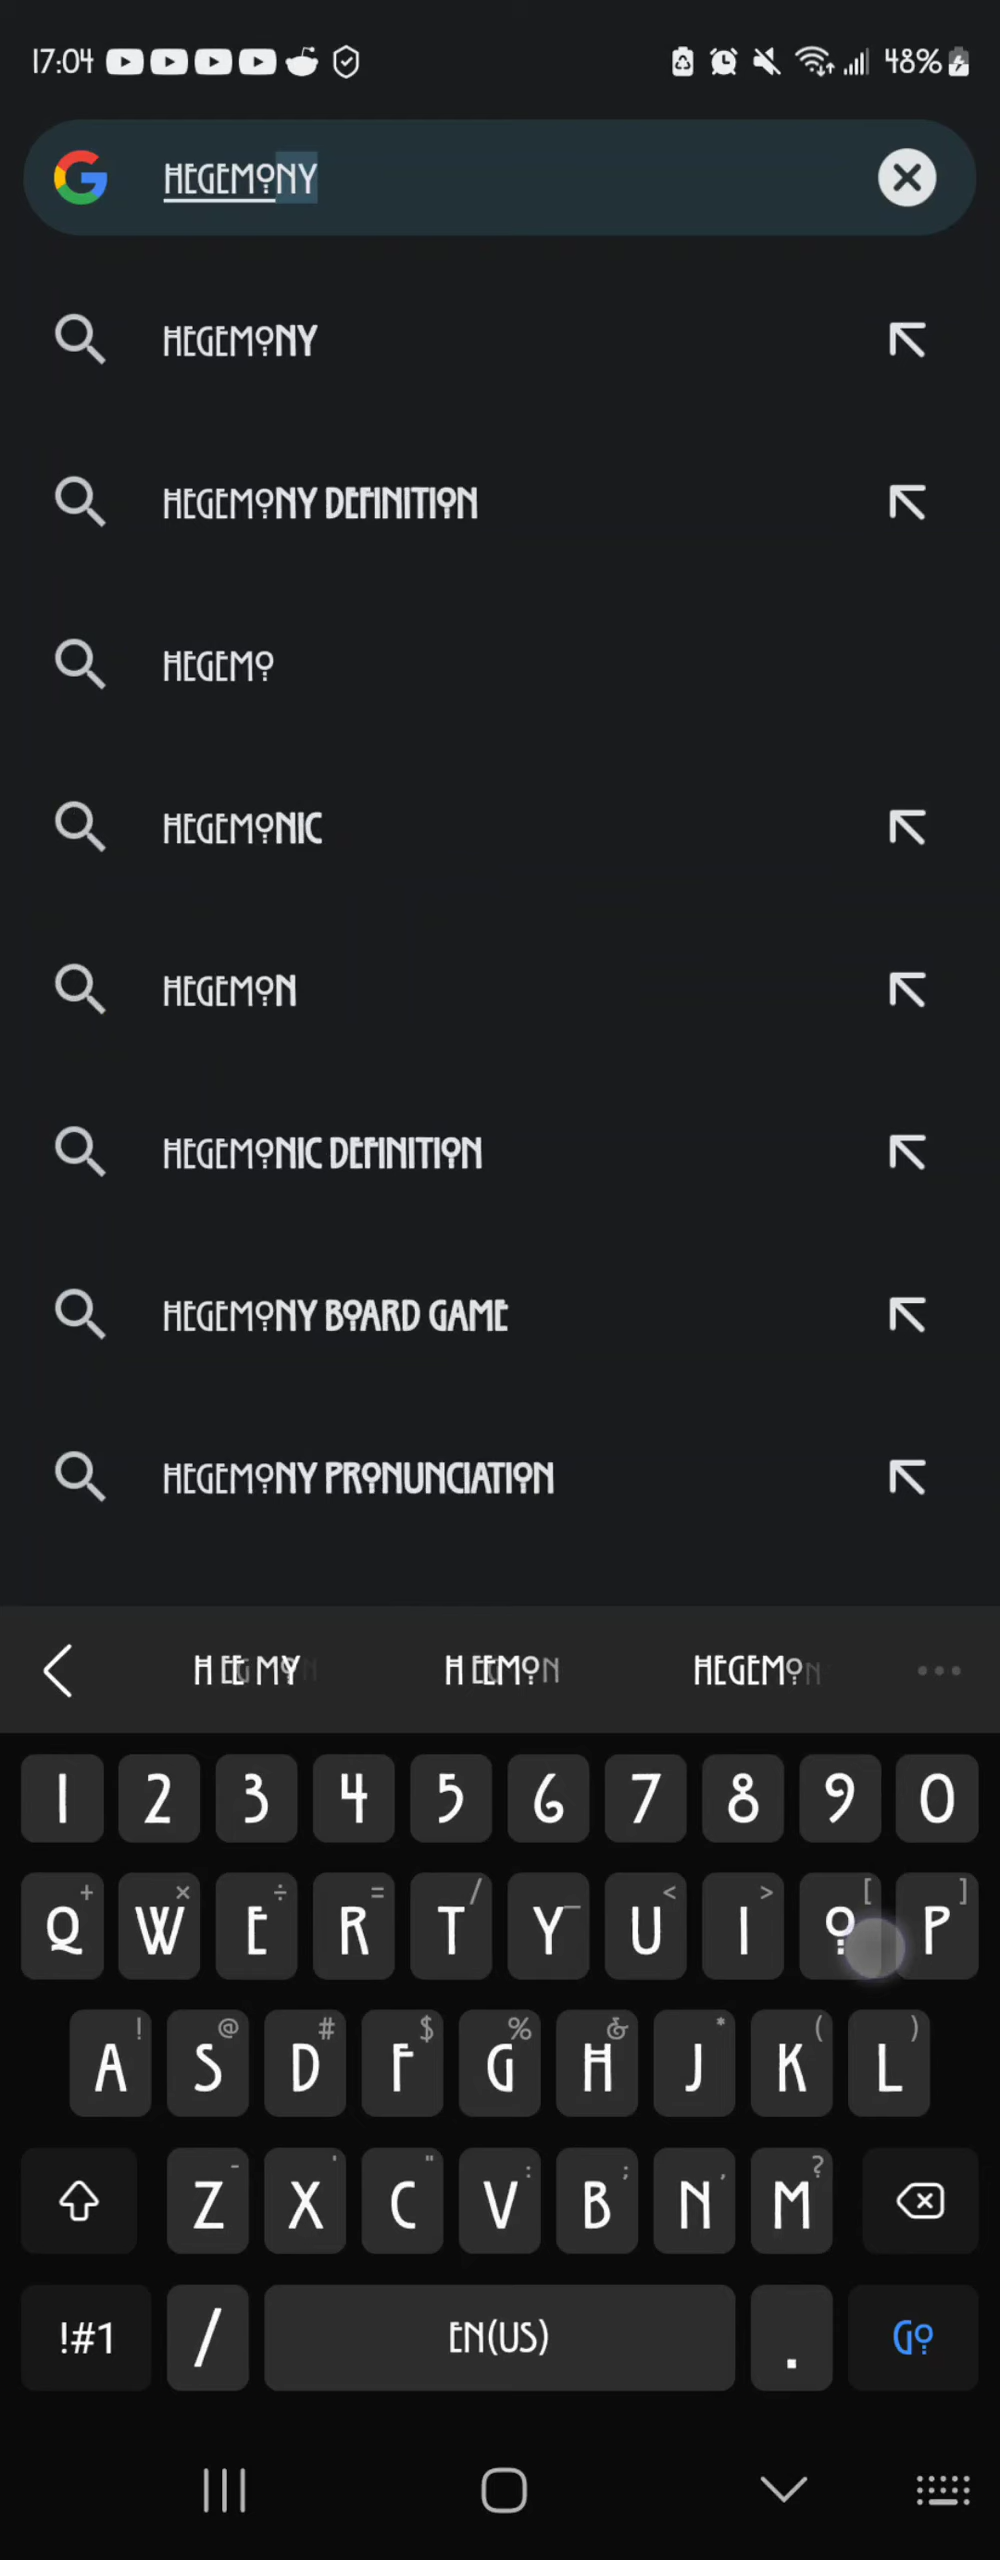 17:04 48%
HEGEMONY
HEGEMONY
HEGEMONY DEFINITION
HEGEMO
HEGEMONIC
HEGEMON
HEGEMONIC DEFINITION
HEGEMONY BOARD GAME
HEGEMONY PRONUNCIATION
HEGEMON
1 2 3 4 5 6 7 8 9 0
+ × ÷ = / _ < > [ ]
Q W E R T Y U I O P
! @ # $ % & * ( )
A S D F G H J K L
- ' " : ; , ?
Z X C V B N M
!#1 / EN(US) . GO